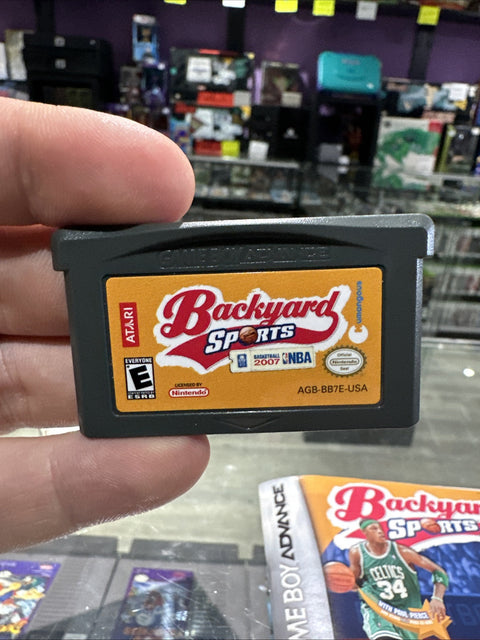 GAME BOY ADVANCE
ATARI
Backyard
SPORTS
BASKETBALL
2007
NBA
humongous
EVERYONE
E
ESRB
LICENSED BY
Nintendo
Official
Nintendo
Seal
AGB-BB7E-USA
GAME BOY ADVANCE
Backyar
SPORTS
CELTICS
34
WITH PAUL PIERCE